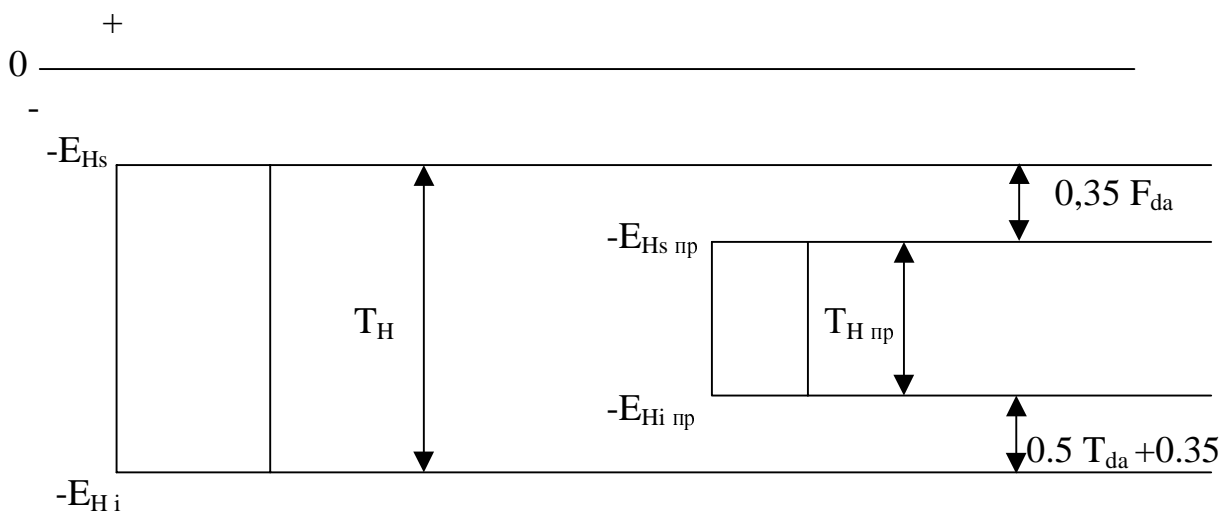 +
0
-
-E_Hs
0,35 F_da
-E_Hs пр
T_H
T_H пр
-E_Hi пр
0.5 T_da +0.35
-E_H i